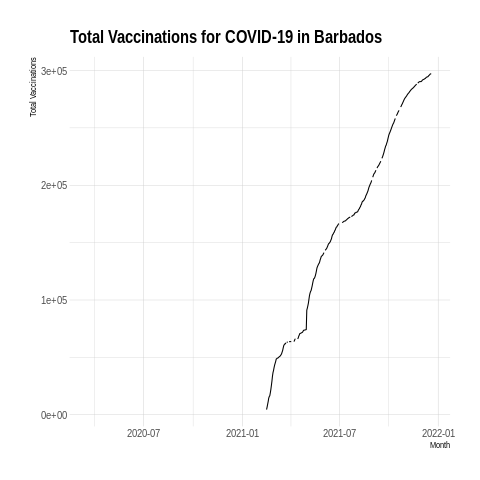 Total Vaccinations for COVID-19 in Barbados
Total Vaccinations
3e+05
2e+05
1e+05
0e+00
2020-07 2021-01 2021-07 2022-01
Month